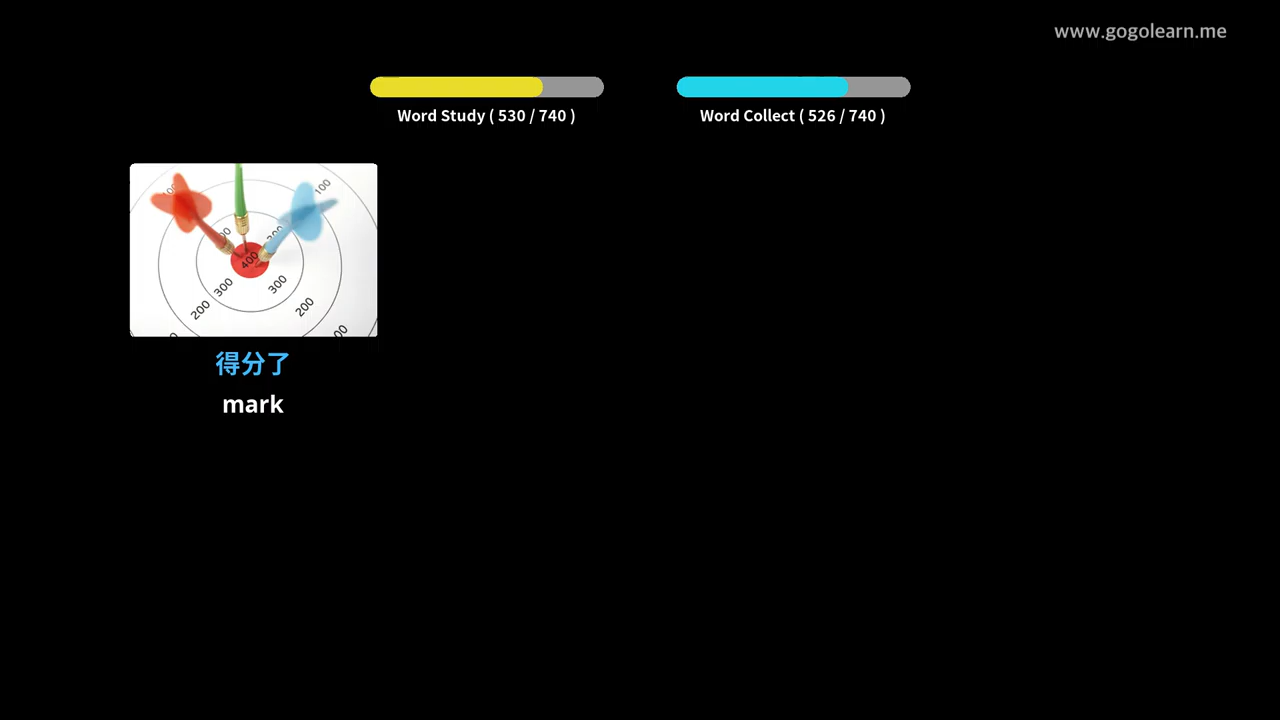 www.gogolearn.me
Word Study ( 530 / 740 )
Word Collect ( 526 / 740 )
100
400
300
300
200
200
得分了
mark